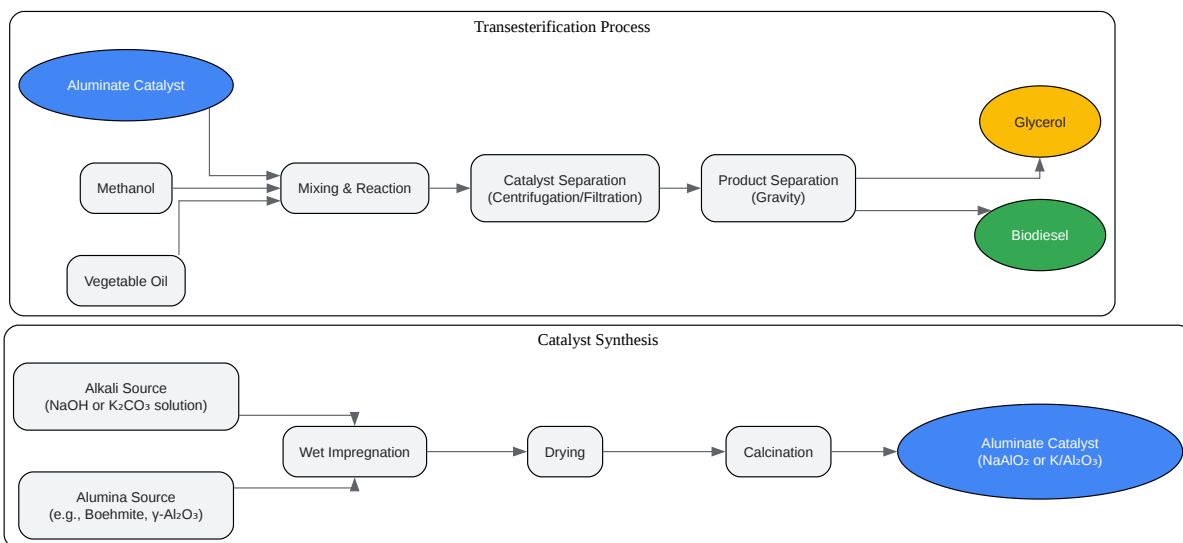 Transesterification Process
Aluminate Catalyst
Methanol
Vegetable Oil
Mixing & Reaction
Catalyst Separation
(Centrifugation/Filtration)
Product Separation
(Gravity)
Glycerol
Biodiesel
Catalyst Synthesis
Alkali Source
(NaOH or K₂CO₃ solution)
Alumina Source
(e.g., Boehmite, γ-Al₂O₃)
Wet Impregnation
Drying
Calcination
Aluminate Catalyst
(NaAlO₂ or K/Al₂O₃)